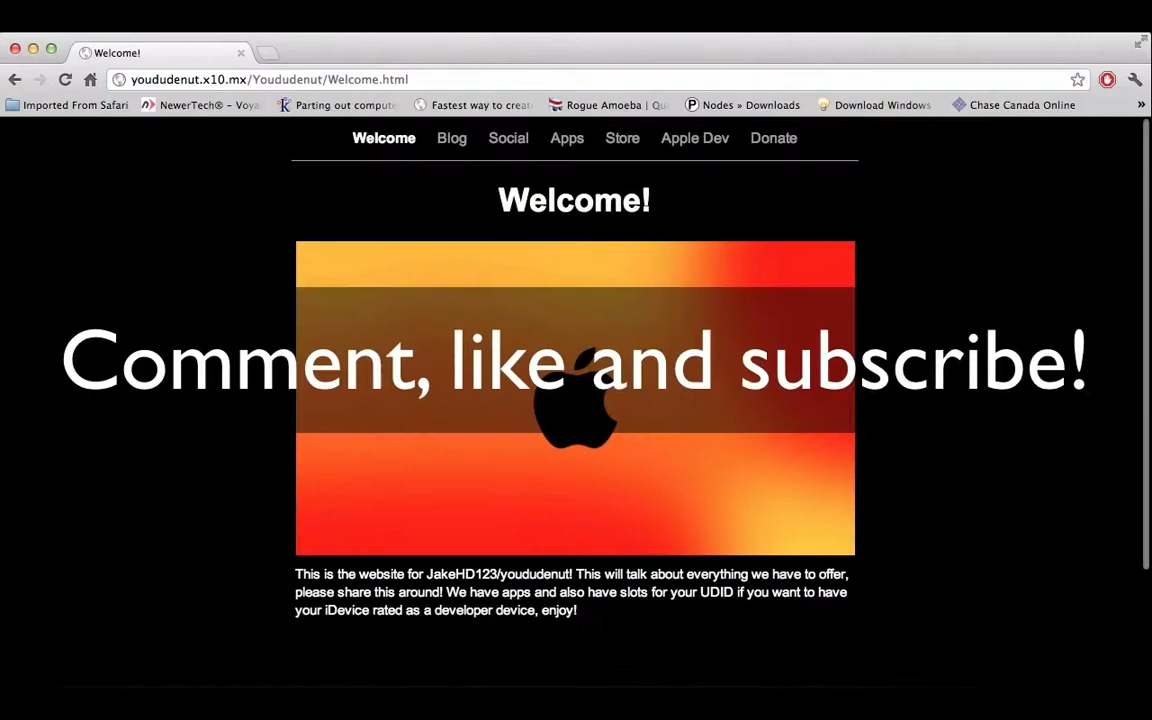 Welcome!
yoududenut.x10.mx/Yoududenut/Welcome.html
Imported From Safari NewerTech® - Voya Parting out compute Fastest way to creat Rogue Amoeba | Qu Nodes » Downloads Download Windows Chase Canada Online »
Welcome Blog Social Apps Store Apple Dev Donate
Welcome!
Comment, like and subscribe!
This is the website for JakeHD123/yoududenut! This will talk about everything we have to offer,
please share this around! We have apps and also have slots for your UDID if you want to have
your iDevice rated as a developer device, enjoy!